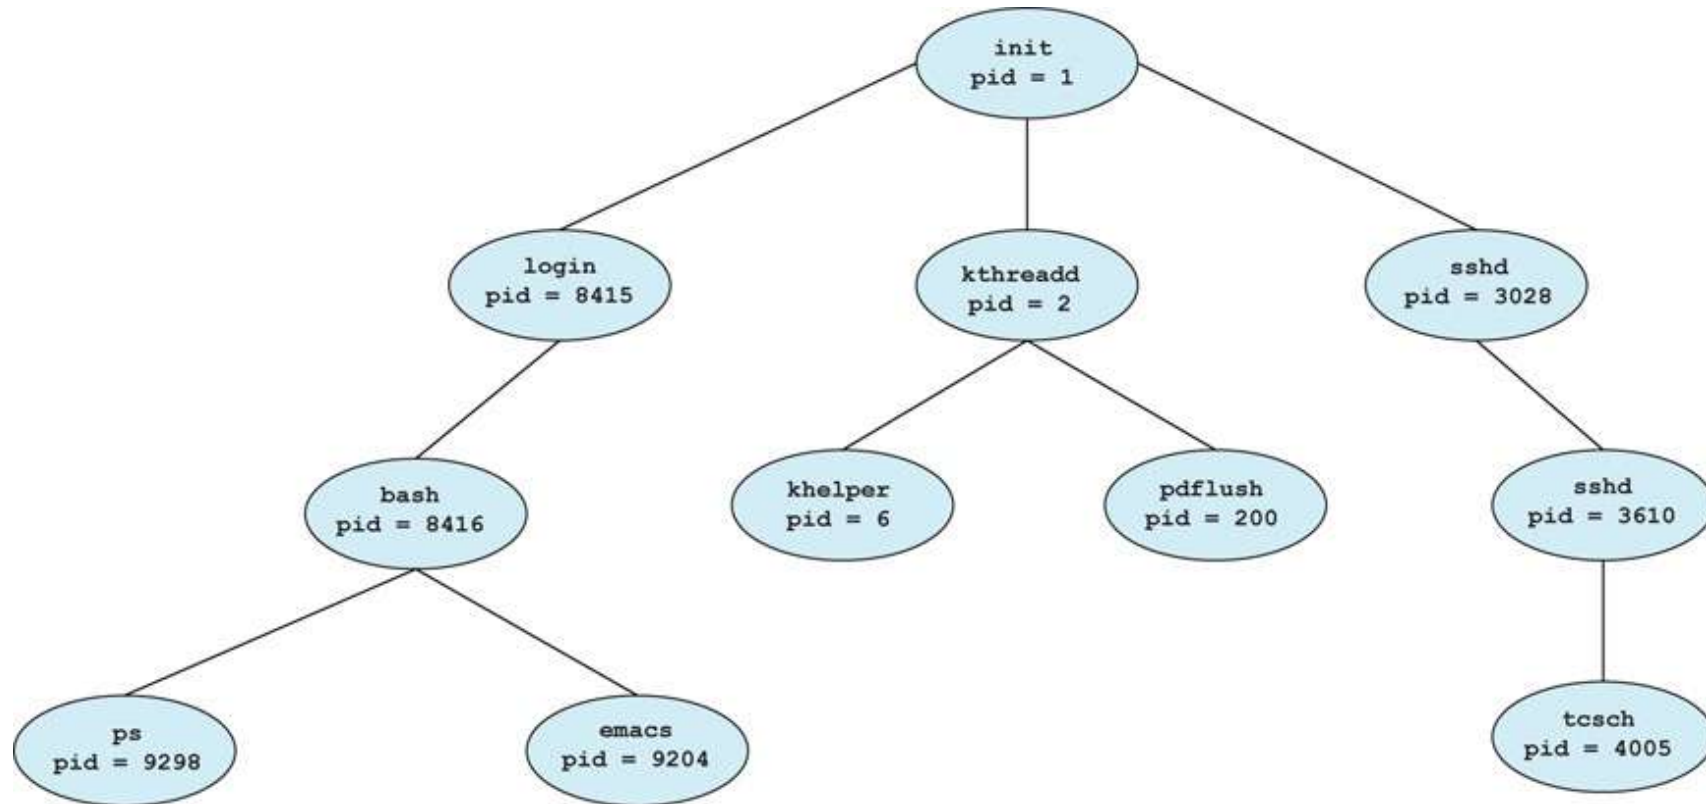 init
pid = 1
login
pid = 8415
kthreadd
pid = 2
sshd
pid = 3028
bash
pid = 8416
khelper
pid = 6
pdflush
pid = 200
sshd
pid = 3610
ps
pid = 9298
emacs
pid = 9204
tcsch
pid = 4005